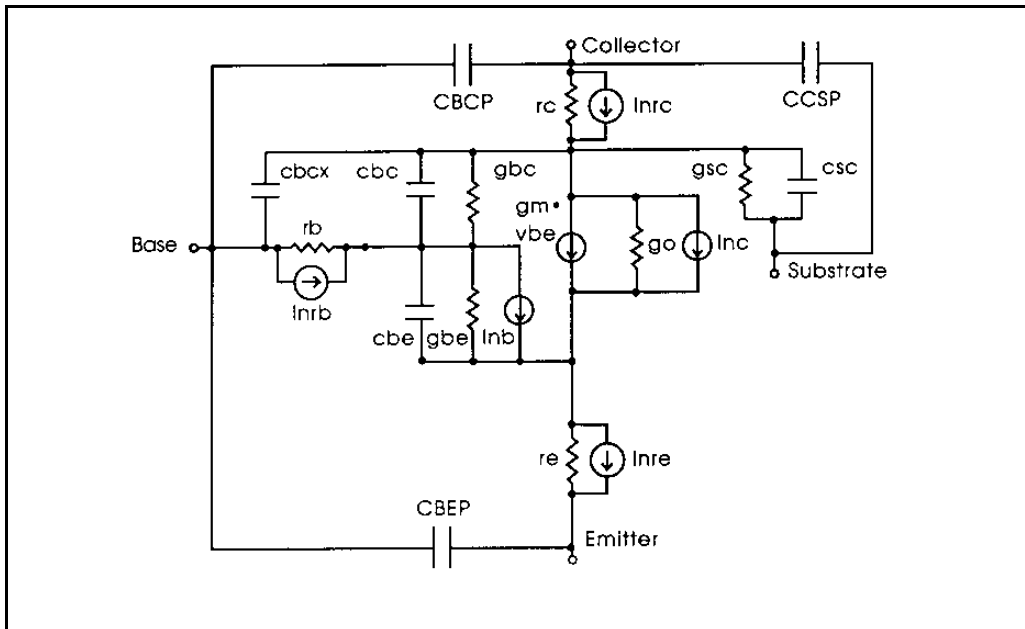 Collector
CBCP
CCSP
rc
Inrc
cbcx
cbc
gbc
gsc
csc
gm•
vbe
rb
Base
go
Inc
Substrate
Inrb
cbe
gbe
Inb
re
Inre
CBEP
Emitter